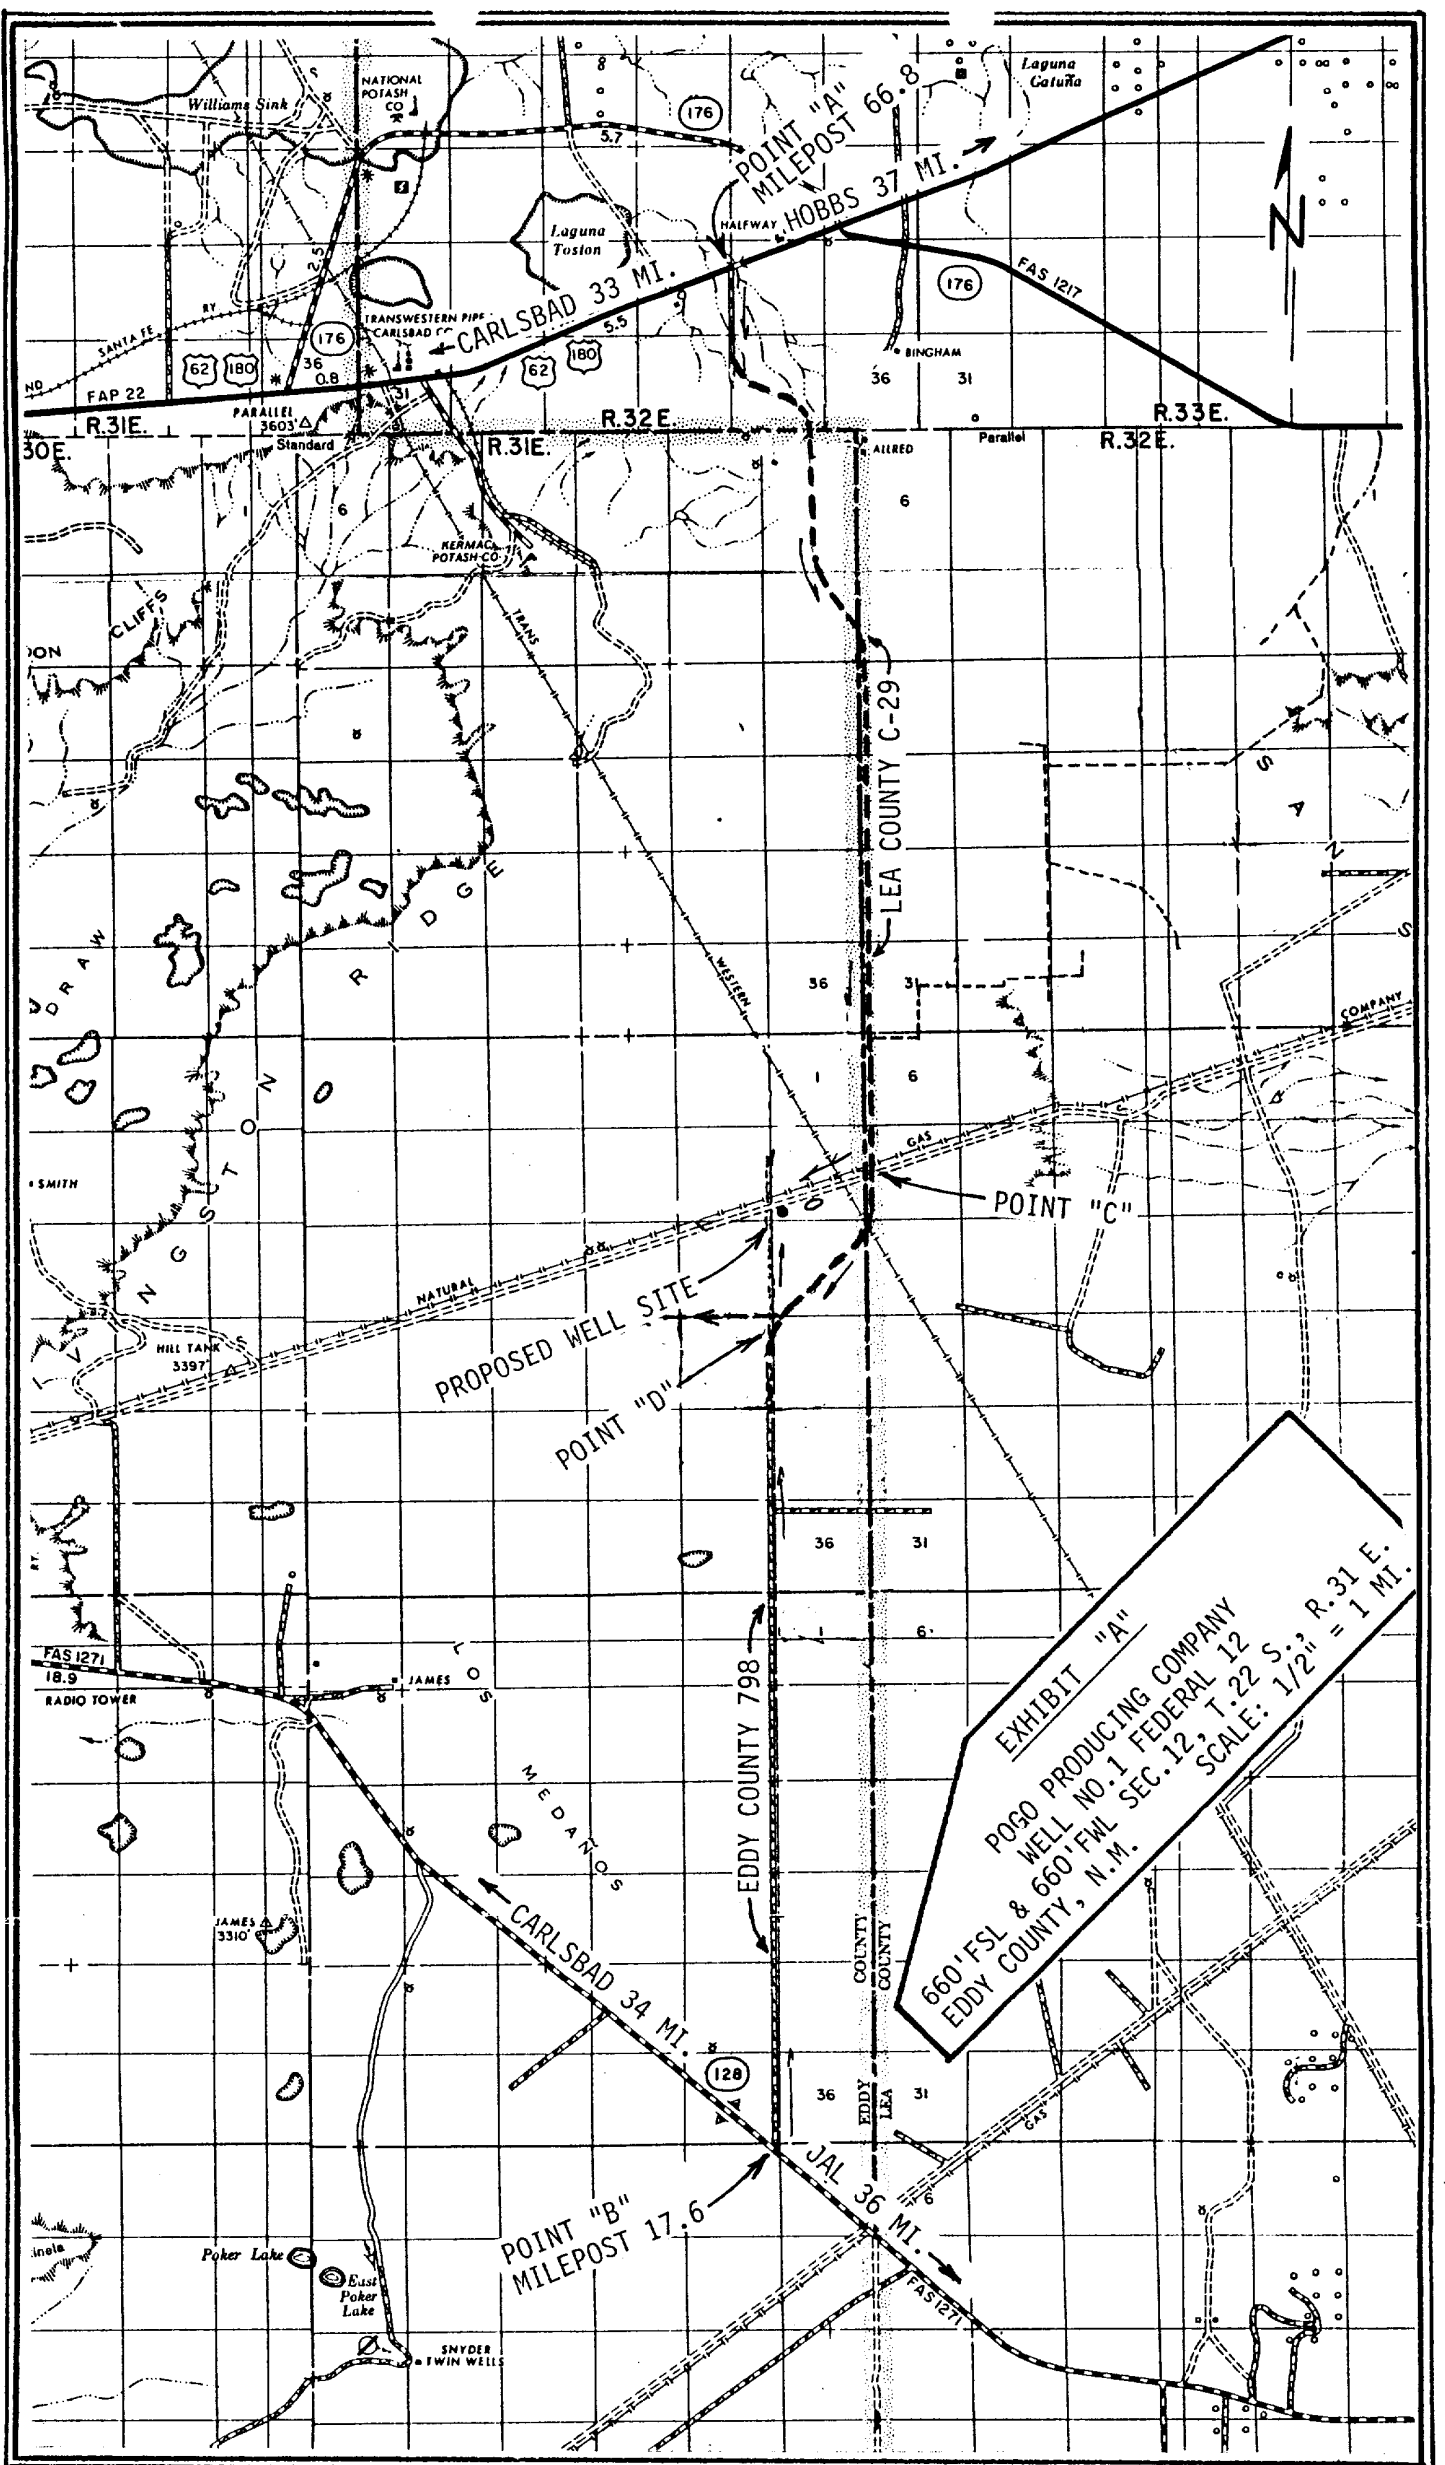 NATIONAL
POTASH
CO
Williams Sink
176
5.7
POINT "A"
MILEPOST 66.8
Laguna
Gatuña
HOBBS 37 MI.
HALFWAY
Laguna
Toston
N
2.5
CARLSBAD 33 MI.
5.5
FAS 1217
176
SANTA FE
RY
TRANSWESTERN PIPE
CARLSBAD
176
62
180
36
0.8
31
62
180
BINGHAM
36
31
FAP 22
R.31E.
PARALLEL
3603'
R.32E.
R.33E.
30E.
Standard
R.31E.
ALLRED
Parallel
R.32E.
1
6
6
1
KERMAC
POTASH CO
CLIFFS
TRANS
LEA COUNTY C-29
SAND
S
RIDGE
DRAW
WESTERN
36
31
COMPANY
1
6
GAS
SMITH
LIVINGSTON
POINT "C"
NATURAL
PROPOSED WELL SITE
HILL TANK
3397'
POINT "D"
36
31
RY.
1
6
FAS 1271
18.9
RADIO TOWER
JAMES
LOS
MEDAÑOS
EDDY COUNTY 798
EXHIBIT "A"
POGO PRODUCING COMPANY
WELL NO.1 FEDERAL 12
660'FSL & 660'FWL SEC.12, T.22 S., R.31 E.
EDDY COUNTY, N.M.
SCALE: 1/2" = 1 MI.
JAMES
3310'
CARLSBAD 34 MI.
COUNTY
COUNTY
128
36
EDDY
LEA
31
GAS
JAL 36 MI.
6
POINT "B"
MILEPOST 17.6
FAS 1271
Poker Lake
East
Poker
Lake
SNYDER
TWIN WELLS